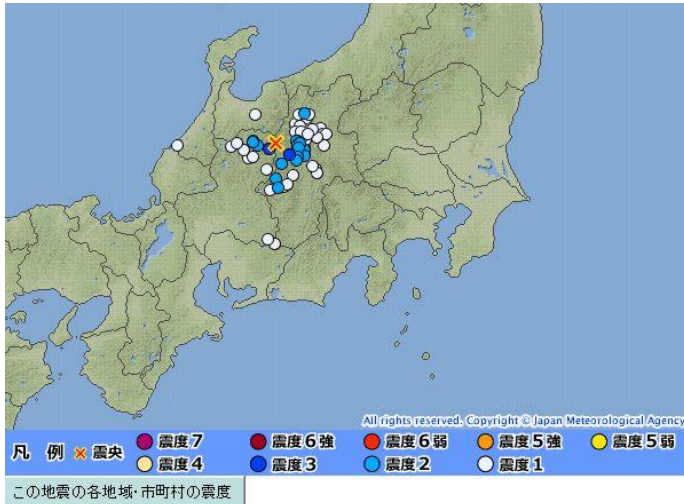 All rights reserved. Copyright © Japan Meteorological Agency
凡 例 震央 震度7 震度6強 震度6弱 震度5強 震度5弱
震度4 震度3 震度2 震度1
この地震の各地域・市町村の震度